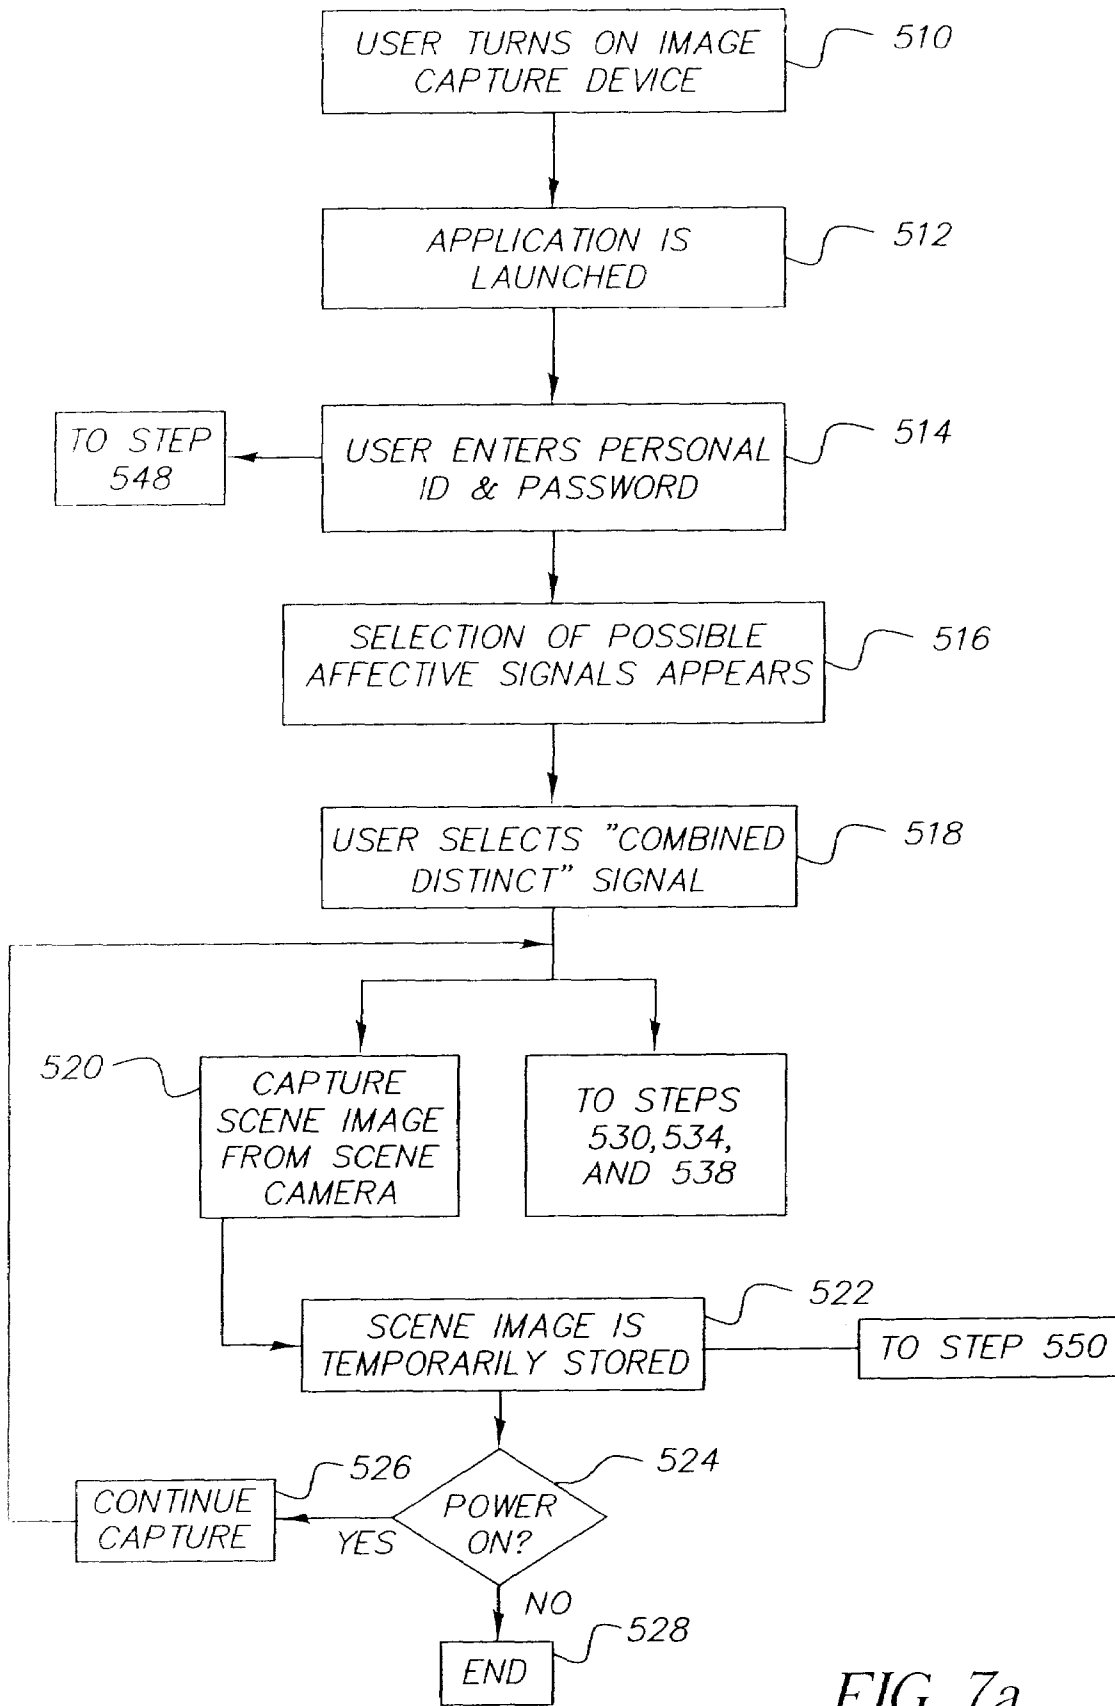 USER TURNS ON IMAGE
CAPTURE DEVICE
510
APPLICATION IS
LAUNCHED
512
TO STEP
548
USER ENTERS PERSONAL
ID & PASSWORD
514
SELECTION OF POSSIBLE
AFFECTIVE SIGNALS APPEARS
516
USER SELECTS "COMBINED
DISTINCT" SIGNAL
518
520
CAPTURE
SCENE IMAGE
FROM SCENE
CAMERA
TO STEPS
530, 534,
AND 538
SCENE IMAGE IS
TEMPORARILY STORED
522
TO STEP 550
CONTINUE
CAPTURE
526
YES
POWER
ON?
524
NO
END
528
FIG. 7a